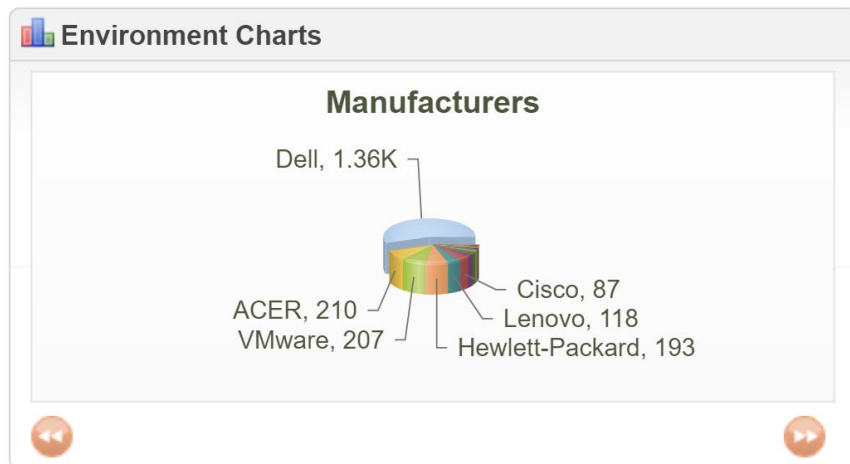 Environment Charts
Manufacturers
Dell, 1.36K
Cisco, 87
ACER, 210
Lenovo, 118
VMware, 207
Hewlett-Packard, 193